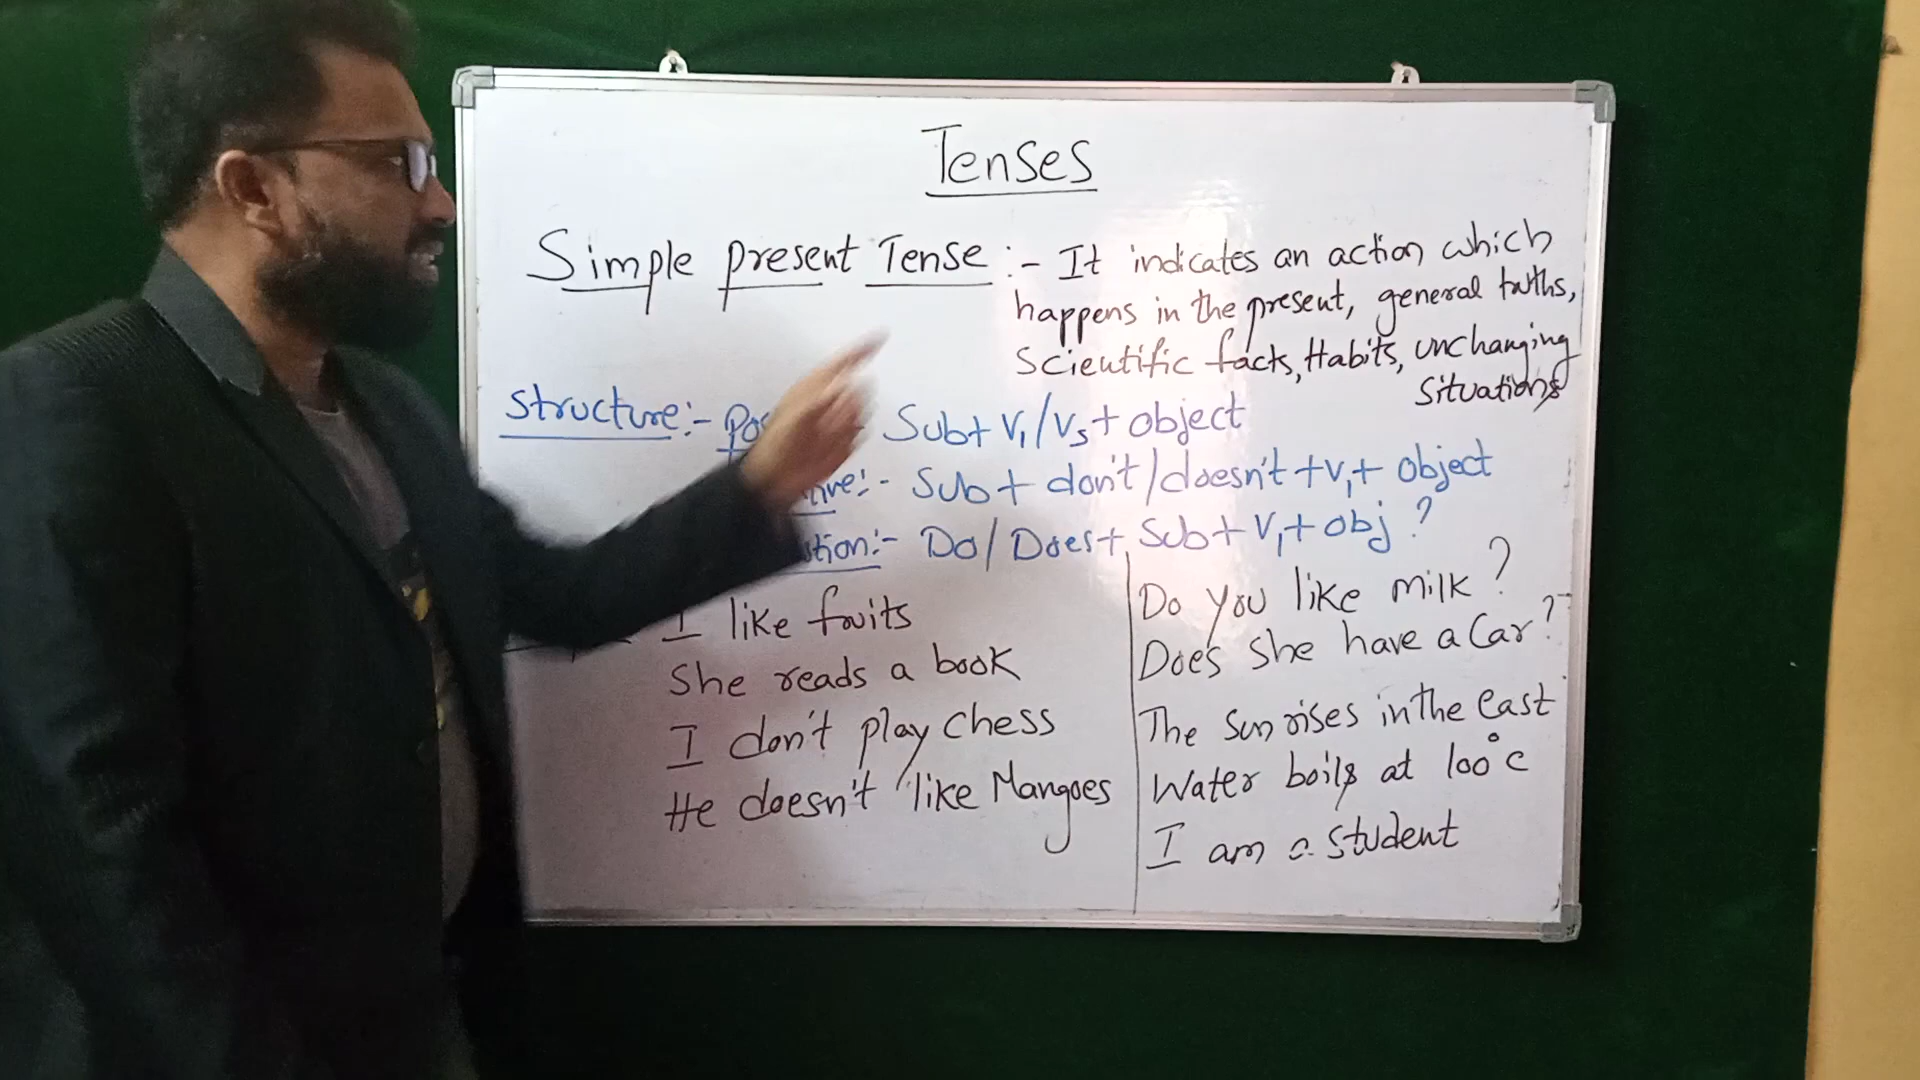 Tenses
Simple present Tense :- It indicates an action which
happens in the present, general truths,
Scientific facts, Habits, unchanging
Situations
Structure:- Sub + V1/Vs + object
Sub + don't/doesn't + V1 + object
Do/Does + Sub + V1 + obj ?
I like fruits
She reads a book
I don't play chess
He doesn't like Mangoes
Do you like milk ?
Does she have a Car ?
The Sun rises in the East
Water boils at 100°c
I am a student